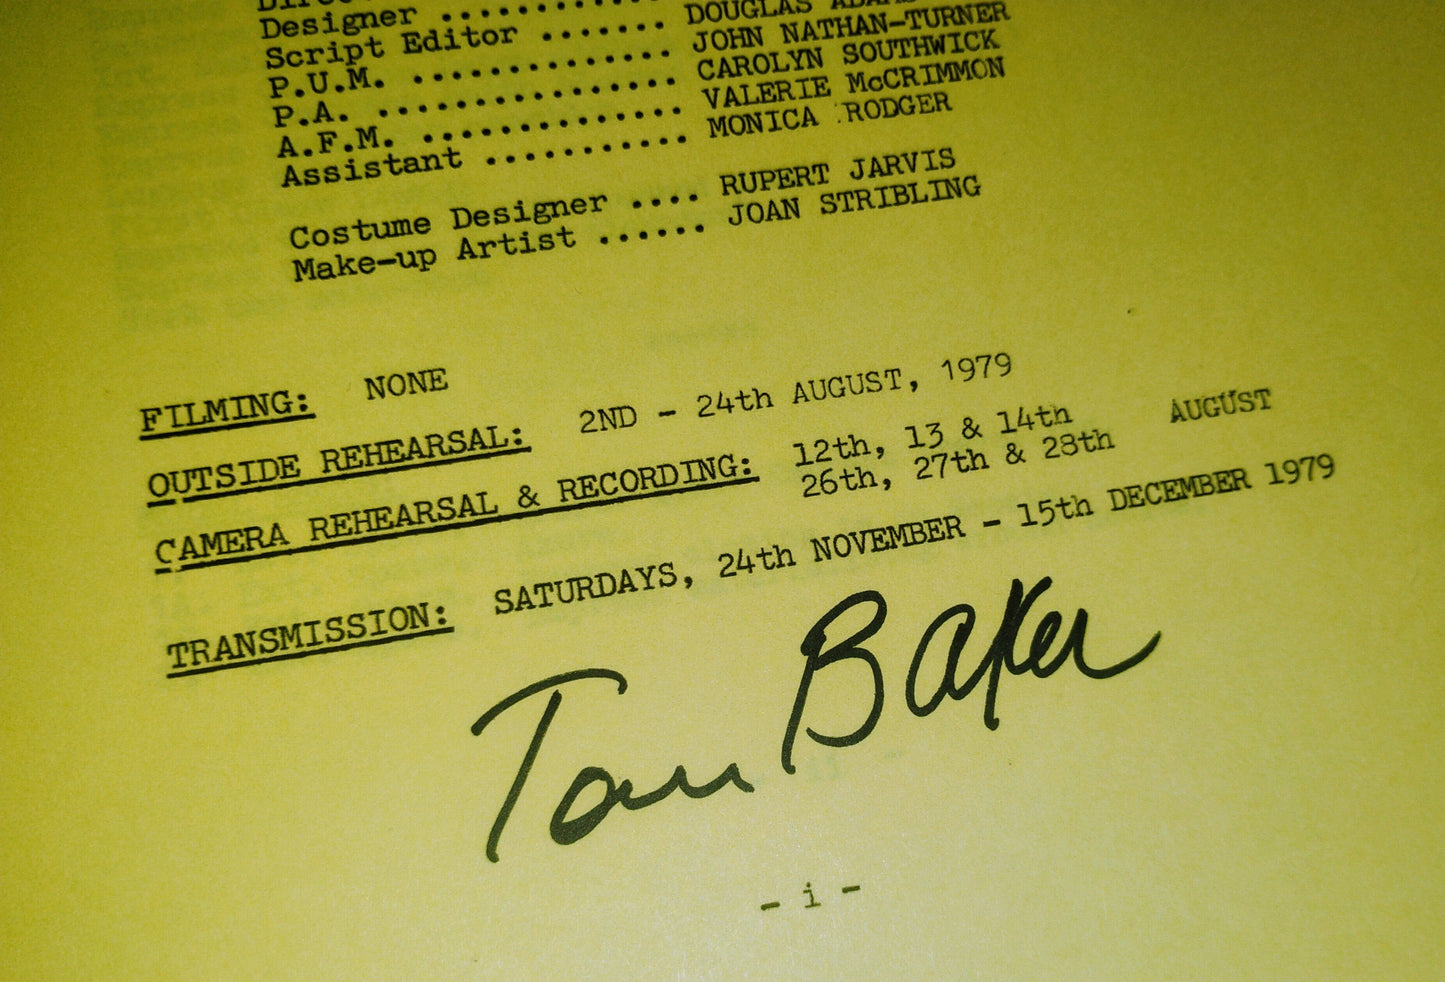 Designer ............
Script Editor ....... DOUGLAS ADAMS
P.U.M. .............. JOHN NATHAN-TURNER
P.A. ................ CAROLYN SOUTHWICK
A.F.M. .............. VALERIE McCRIMMON
Assistant ........... MONICA RODGER
Costume Designer .... RUPERT JARVIS
Make-up Artist ...... JOAN STRIBLING
FILMING: NONE
OUTSIDE REHEARSAL: 2ND - 24th AUGUST, 1979
CAMERA REHEARSAL & RECORDING: 12th, 13 & 14th AUGUST
26th, 27th & 28th
TRANSMISSION: SATURDAYS, 24th NOVEMBER - 15th DECEMBER 1979
Tom Baker
- i -